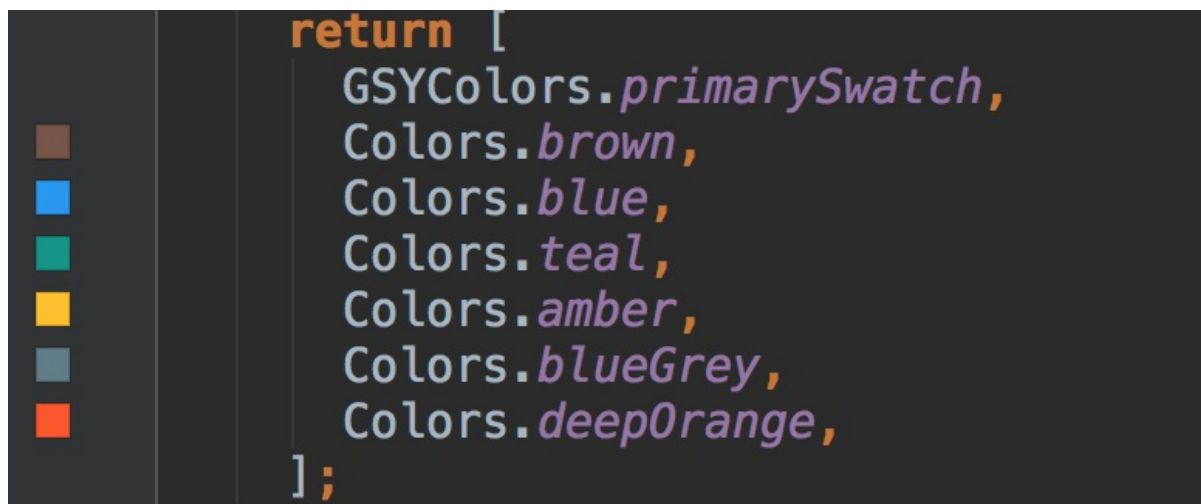 return [
GSYColors.primarySwatch,
Colors.brown,
Colors.blue,
Colors.teal,
Colors.amber,
Colors.blueGrey,
Colors.deepOrange,
];